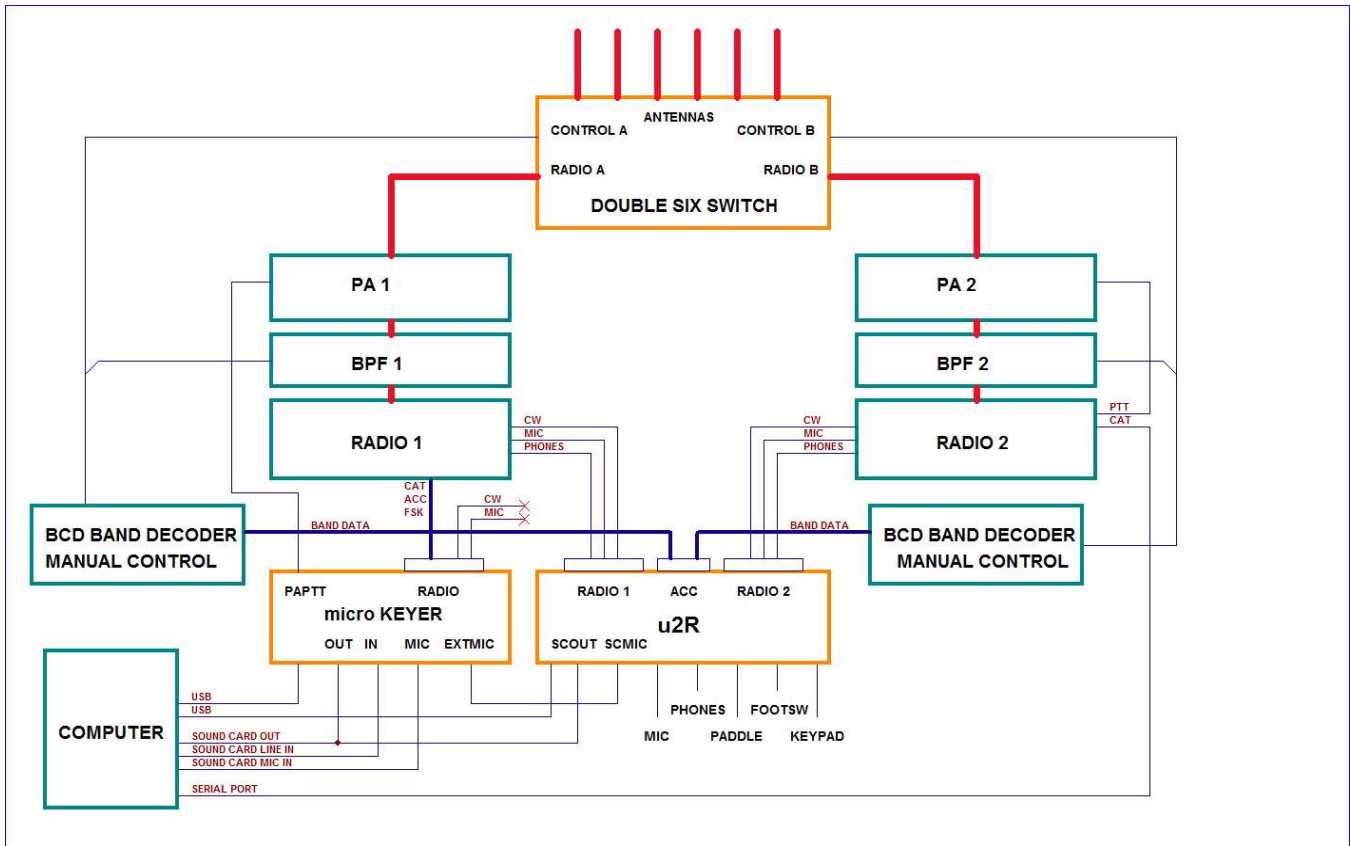 ANTENNAS
CONTROL A
CONTROL B
RADIO A
RADIO B
DOUBLE SIX SWITCH
PA 1
PA 2
BPF 1
BPF 2
RADIO 1
CW
MIC
PHONES
CW
MIC
PHONES
RADIO 2
PTT
CAT
CAT
ACC
FSK
CW
MIC
BCD BAND DECODER
MANUAL CONTROL
BAND DATA
BAND DATA
BCD BAND DECODER
MANUAL CONTROL
PAPTT
RADIO
micro KEYER
OUT
IN
MIC
EXTMIC
RADIO 1
ACC
RADIO 2
u2R
SCOUT
SCMIC
COMPUTER
USB
USB
SOUND CARD OUT
SOUND CARD LINE IN
SOUND CARD MIC IN
SERIAL PORT
PHONES
FOOTSW
MIC
PADDLE
KEYPAD